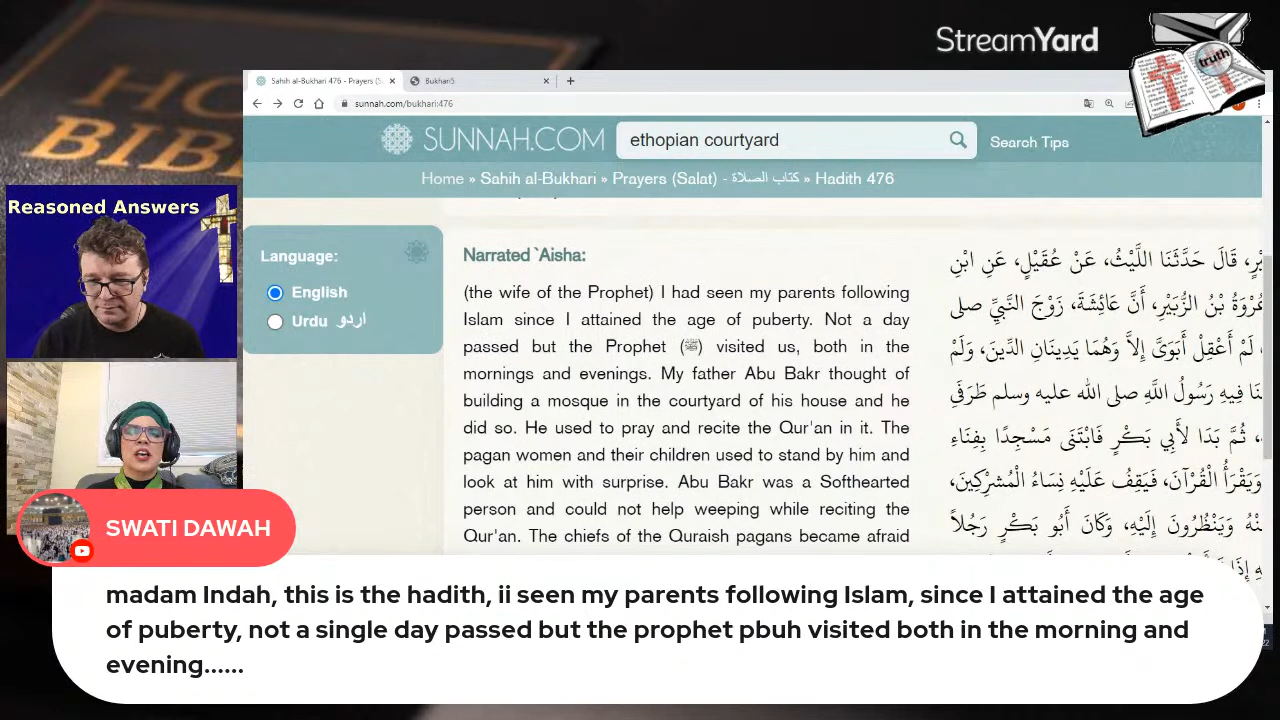 HO
BIB
StreamYard
truth
Sahih al-Bukhari 476 - Prayers (S
Bukhari5
sunnah.com/bukhari:476
SUNNAH.COM
ethopian courtyard
Search Tips
Home » Sahih al-Bukhari » Prayers (Salat) - كتاب الصلاة » Hadith 476
Reasoned Answers
Language:
English
Urdu اردو
Narrated `Aisha:
(the wife of the Prophet) I had seen my parents following
Islam since I attained the age of puberty. Not a day
passed but the Prophet (ﷺ) visited us, both in the
mornings and evenings. My father Abu Bakr thought of
building a mosque in the courtyard of his house and he
did so. He used to pray and recite the Qur'an in it. The
pagan women and their children used to stand by him and
look at him with surprise. Abu Bakr was a Softhearted
person and could not help weeping while reciting the
Qur'an. The chiefs of the Quraish pagans became afraid
قَالَ حَدَّثَنَا اللَّيْثُ، عَنْ عُقَيْلٍ، عَنِ ابْنِ
عُرْوَةُ بْنُ الزُّبَيْرِ، أَنَّ عَائِشَةَ، زَوْجَ النَّبِيِّ صلى
لَمْ أَعْقِلْ أَبَوَىَّ إِلاَّ وَهُمَا يَدِينَانِ الدِّينَ، وَلَمْ
فِيهِ رَسُولُ اللَّهِ صلى الله عليه وسلم طَرَفَىِ
ثُمَّ بَدَا لأَبِي بَكْرٍ فَابْتَنَى مَسْجِدًا بِفِنَاءِ
وَيَقْرَأُ الْقُرْآنَ، فَيَقِفُ عَلَيْهِ نِسَاءُ الْمُشْرِكِينَ،
مِنْهُ وَيَنْظُرُونَ إِلَيْهِ، وَكَانَ أَبُو بَكْرٍ رَجُلاً
SWATI DAWAH
madam Indah, this is the hadith, ii seen my parents following Islam, since I attained the age
of puberty, not a single day passed but the prophet pbuh visited both in the morning and
evening......